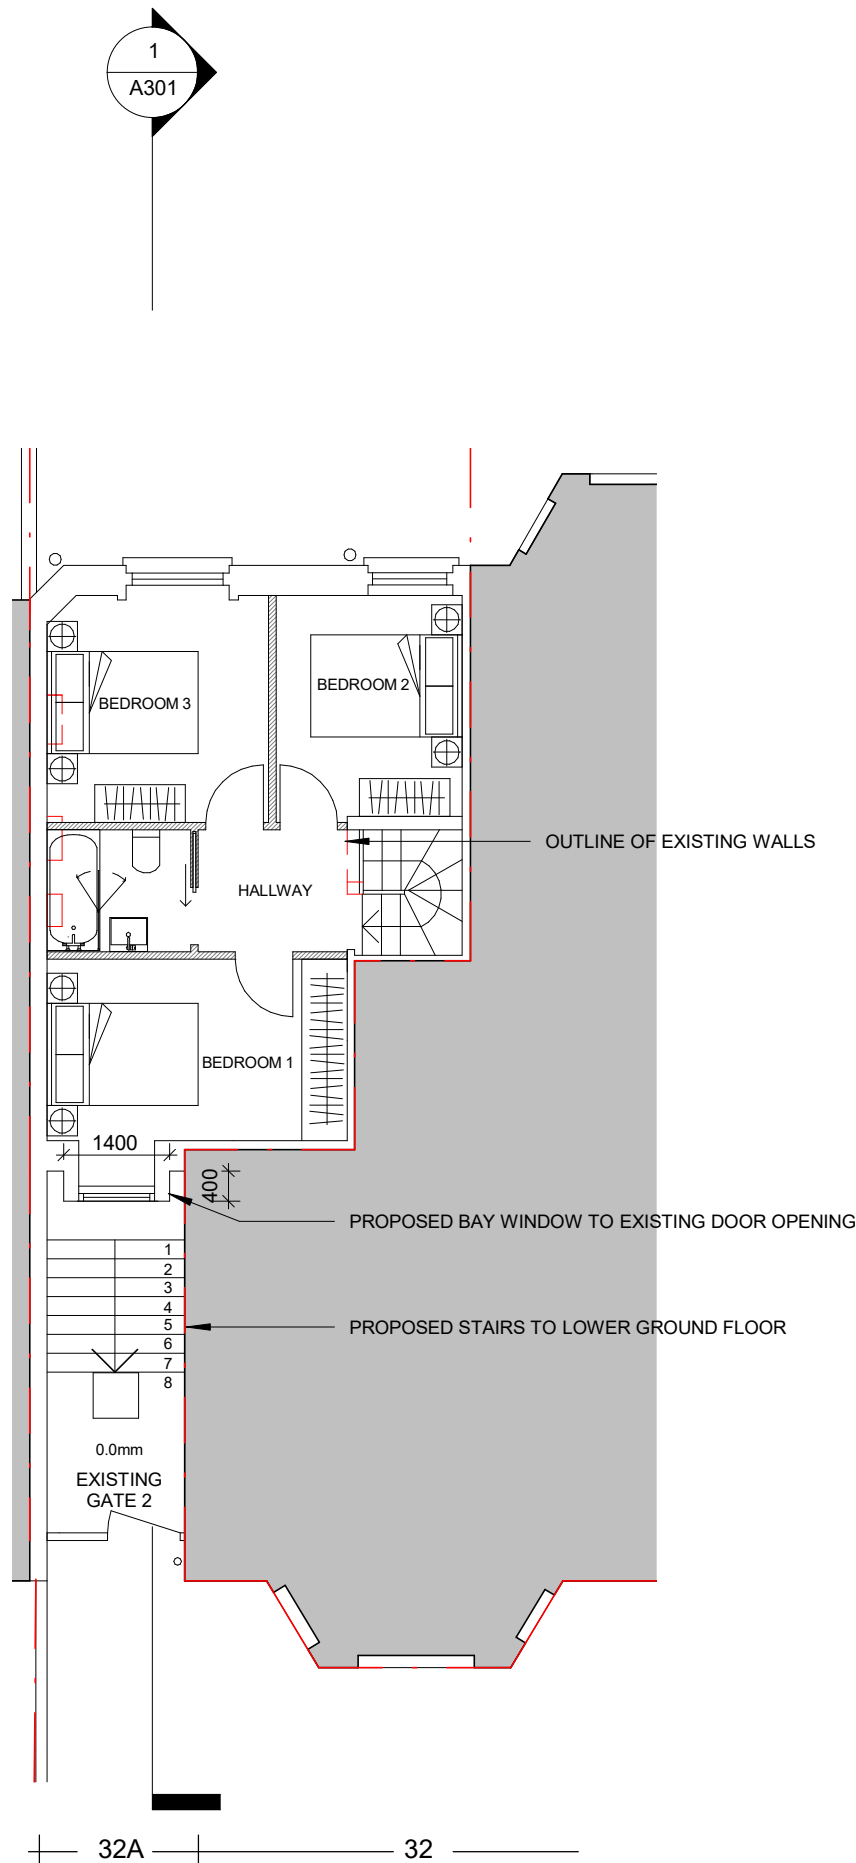 1
A301
BEDROOM 3
BEDROOM 2
OUTLINE OF EXISTING WALLS
HALLWAY
BEDROOM 1
1400
400
PROPOSED BAY WINDOW TO EXISTING DOOR OPENING
1
2
3
4
5
PROPOSED STAIRS TO LOWER GROUND FLOOR
6
7
8
0.0mm
EXISTING
GATE 2
32A
32